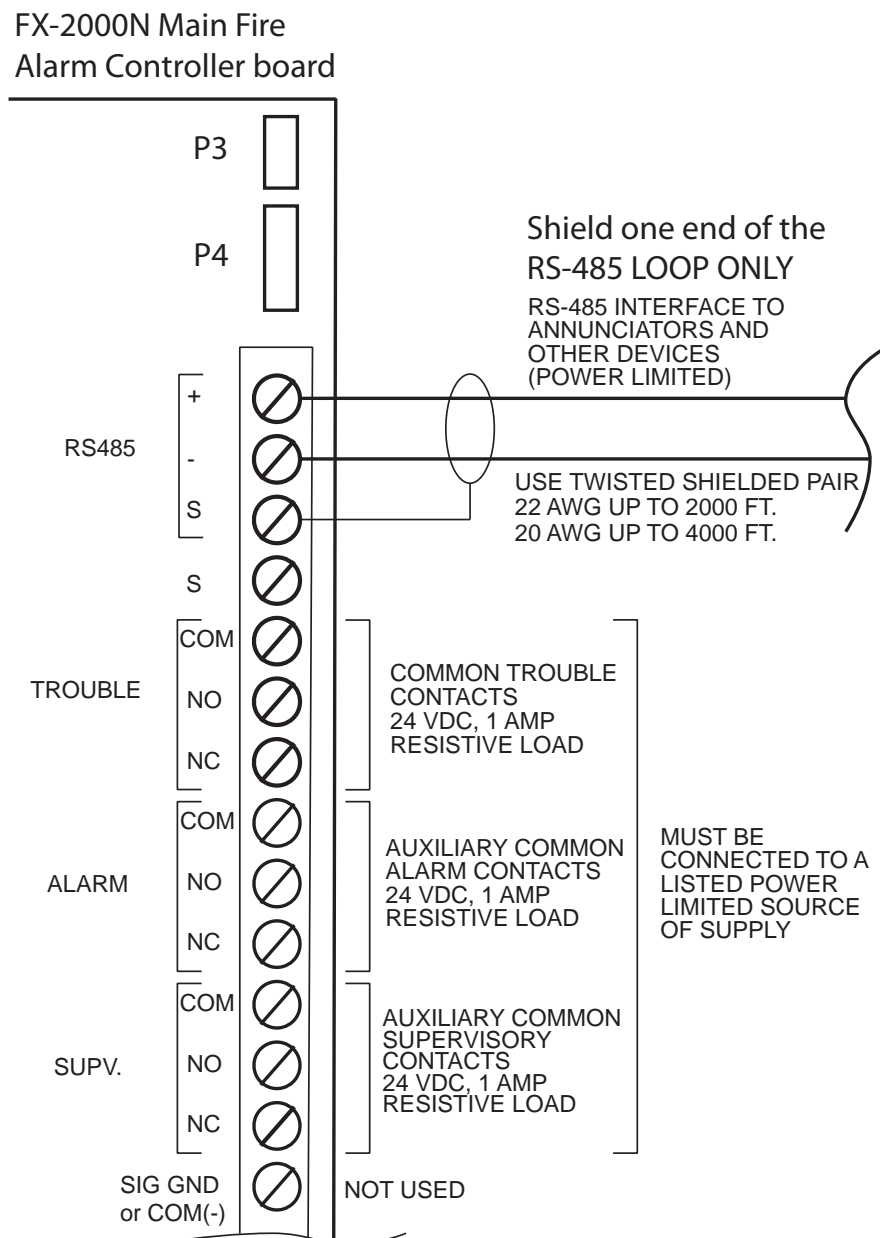 FX-2000N Main Fire
Alarm Controller board
P3
P4
Shield one end of the
RS-485 LOOP ONLY
RS-485 INTERFACE TO
ANNUNCIATORS AND
OTHER DEVICES
(POWER LIMITED)
RS485
+
-
S
USE TWISTED SHIELDED PAIR
22 AWG UP TO 2000 FT.
20 AWG UP TO 4000 FT.
S
TROUBLE
COM
NO
NC
COMMON TROUBLE
CONTACTS
24 VDC, 1 AMP
RESISTIVE LOAD
ALARM
COM
NO
NC
AUXILIARY COMMON
ALARM CONTACTS
24 VDC, 1 AMP
RESISTIVE LOAD
MUST BE
CONNECTED TO A
LISTED POWER
LIMITED SOURCE
OF SUPPLY
SUPV.
COM
NO
NC
AUXILIARY COMMON
SUPERVISORY
CONTACTS
24 VDC, 1 AMP
RESISTIVE LOAD
SIG GND
or COM(-)
NOT USED